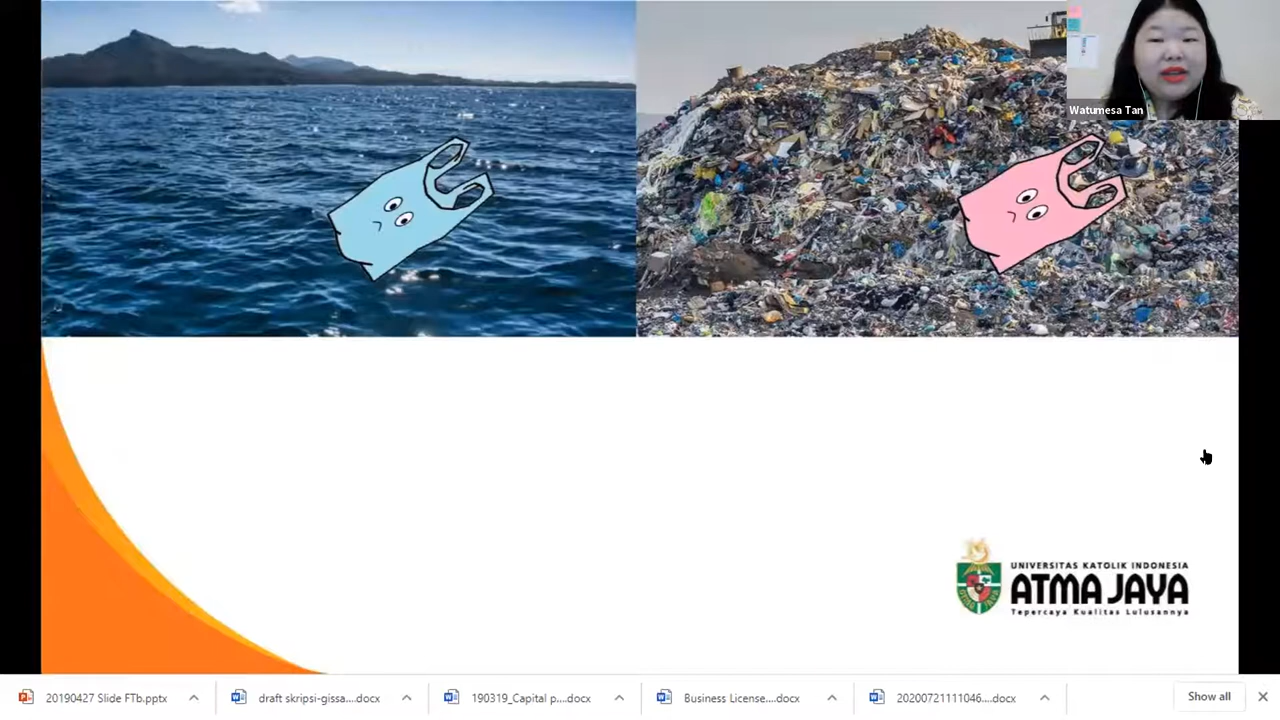 Watumesa Tan
UNIVERSITAS KATOLIK INDONESIA
ATMA JAYA
Tepercaya Kualitas Lulusannya
20190427 Slide FTb.pptx
draft skripsi-gissa....docx
190319_Capital p....docx
Business License....docx
20200721111046....docx
Show all